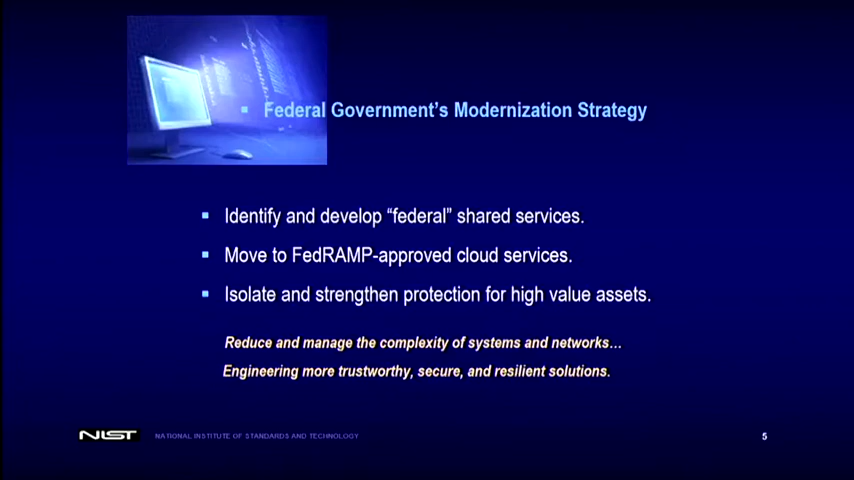 ▪ Federal Government's Modernization Strategy
▪ Identify and develop “federal” shared services.
▪ Move to FedRAMP-approved cloud services.
▪ Isolate and strengthen protection for high value assets.
Reduce and manage the complexity of systems and networks…
Engineering more trustworthy, secure, and resilient solutions.
NIST NATIONAL INSTITUTE OF STANDARDS AND TECHNOLOGY 5